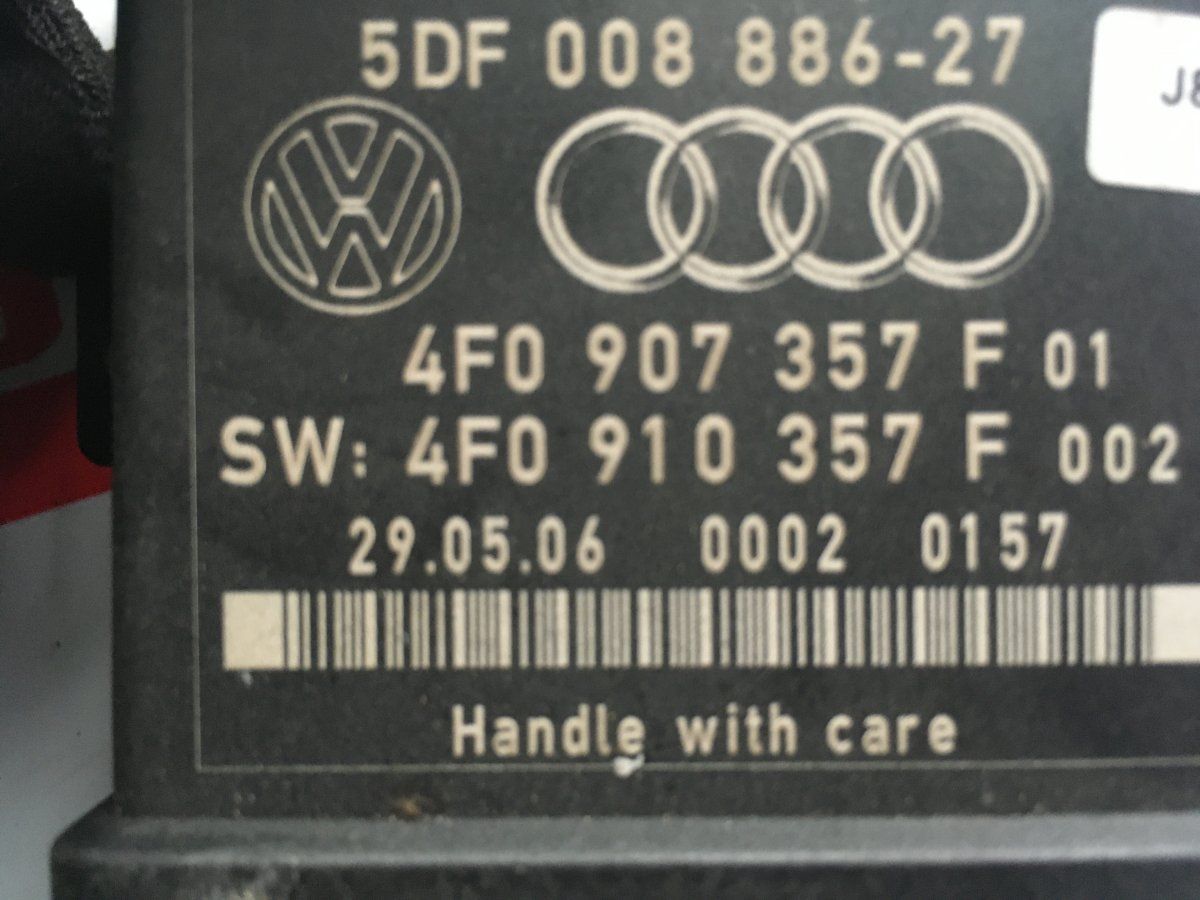 5DF 008 886-27
J8
4F0 907 357 F 01
SW: 4F0 910 357 F 002
29.05.06 0002 0157
Handle with care